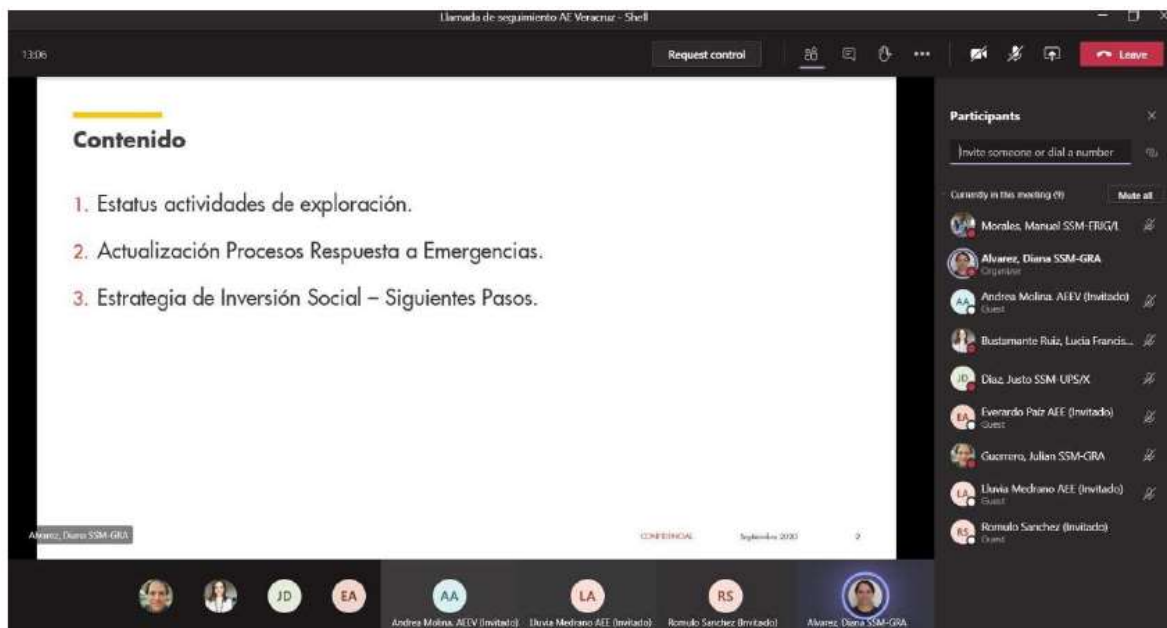 Llamada de seguimiento AE Veracruz - Shell
13:06
Request control
Leave
Contenido
1. Estatus actividades de exploración.
2. Actualización Procesos Respuesta a Emergencias.
3. Estrategia de Inversión Social – Siguientes Pasos.
Alvarez, Diana SSM-GRA
CONFIDENCIAL Septiembre 2020 2
Participants
Invite someone or dial a number
Currently in this meeting (9) Mute all
Morales, Manuel
Alvarez, Diana SSM-GRA
Organizer
AA Andrea Molina. AEEV (Invitado)
Guest
Bustamante Ruiz, Lucia Francis...
JD Diaz, Justo SSM-UPS/X
EA Everardo Paiz AEE (Invitado)
Guest
Guerrero, Julian SSM-GRA
LA Lluvia Medrano AEE (Invitado)
Guest
RS Romulo Sanchez (Invitado)
Guest
JD
EA
AA
LA
RS
Andrea Molina. AEEV (Invitado)
Lluvia Medrano AEE (Invitado)
Romulo Sanchez (Invitado)
Alvarez, Diana SSM-GRA